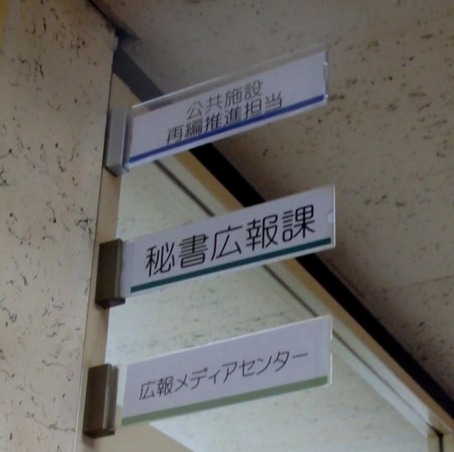 公共施設
再編推進担当
秘書広報課
広報メディアセンター